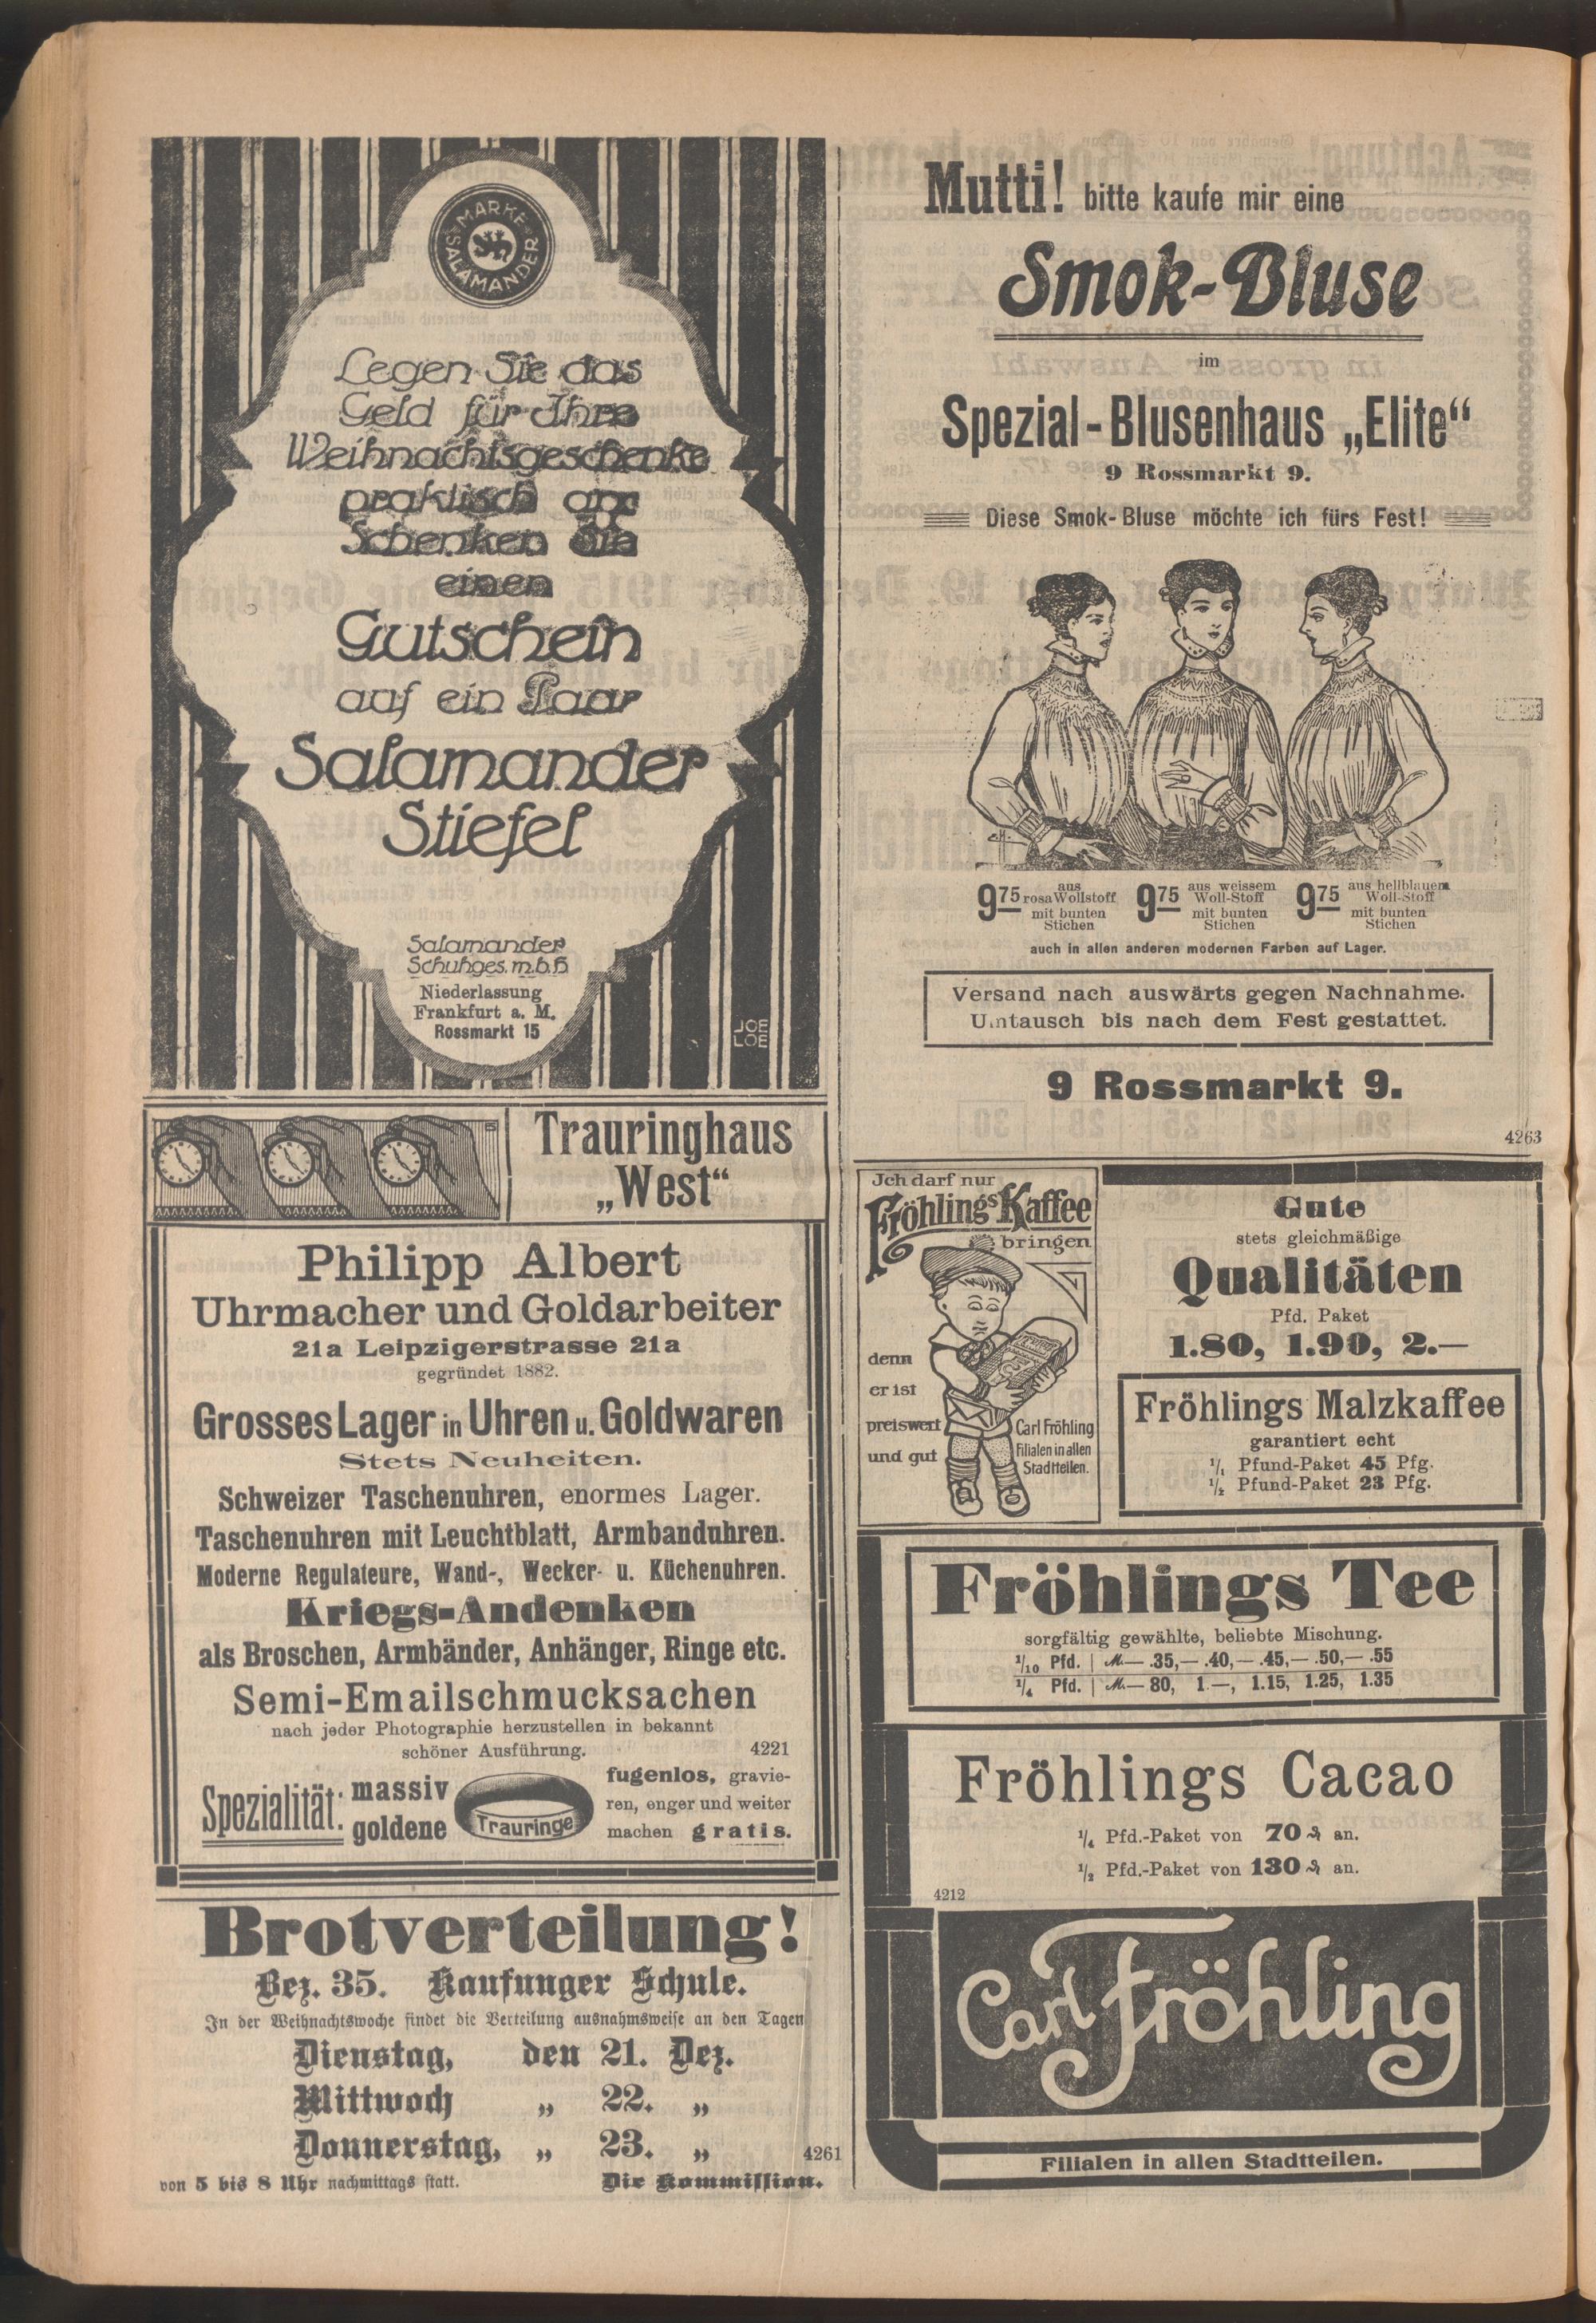 MARKE SALAMANDER
Legen Sie das
Geld für Ihre
Weihnachtsgeschenke
praktisch an:
Schenken Sie
einen
Gutschein
auf ein Paar
Salamander
Stiefel
Salamander
Schuhges. m.b.H
Niederlassung
Frankfurt a. M.
Rossmarkt 15
JOE
LOE
Trauringhaus
„West“
Philipp Albert
Uhrmacher und Goldarbeiter
21a Leipzigerstrasse 21a
gegründet 1882.
Grosses Lager in Uhren u. Goldwaren
Stets Neuheiten.
Schweizer Taschenuhren, enormes Lager.
Taschenuhren mit Leuchtblatt, Armbanduhren.
Moderne Regulateure, Wand-, Wecker- u. Küchenuhren.
Kriegs-Andenken
als Broschen, Armbänder, Anhänger, Ringe etc.
Semi-Emailschmucksachen
nach jeder Photographie herzustellen in bekannt
schöner Ausführung. 4221
Spezialität: massiv goldene Trauringe
fugenlos, gravie-
ren, enger und weiter
machen gratis.
Brotverteilung!
Bez. 35. Kaufunger Schule.
In der Weihnachtswoche findet die Verteilung ausnahmsweise an den Tagen
Dienstag, den 21. Dez.
Mittwoch „ 22. „
Donnerstag, „ 23. „ 4261
von 5 bis 8 Uhr nachmittags statt. Die Kommission.
Mutti! bitte kaufe mir eine
Smok-Bluse
im
Spezial-Blusenhaus „Elite“
9 Rossmarkt 9.
Diese Smok-Bluse möchte ich fürs Fest!
9 75 aus rosa Wollstoff mit bunten Stichen
9 75 aus weissem Woll-Stoff mit bunten Stichen
9 75 aus hellblauem Woll-Stoff mit bunten Stichen
auch in allen anderen modernen Farben auf Lager.
Versand nach auswärts gegen Nachnahme.
Umtausch bis nach dem Fest gestattet.
9 Rossmarkt 9.
4263
Jch darf nur
Fröhlings Kaffee
bringen
denn
er ist
preiswert
und gut
Carl Fröhling
Filialen in allen
Stadtteilen.
Gute
stets gleichmäßige
Qualitäten
Pfd. Paket
1.80, 1.90, 2.—
Fröhlings Malzkaffee
garantiert echt
1/1 Pfund-Paket 45 Pfg.
1/2 Pfund-Paket 23 Pfg.
Fröhlings Tee
sorgfältig gewählte, beliebte Mischung.
1/10 Pfd. | M.— .35,— .40,— .45,— .50,— .55
1/4 Pfd. | M.— 80, 1.—, 1.15, 1.25, 1.35
Fröhlings Cacao
1/4 Pfd.-Paket von 70 ₰ an.
1/2 Pfd.-Paket von 130 ₰ an.
4212
Carl Fröhling
Filialen in allen Stadtteilen.